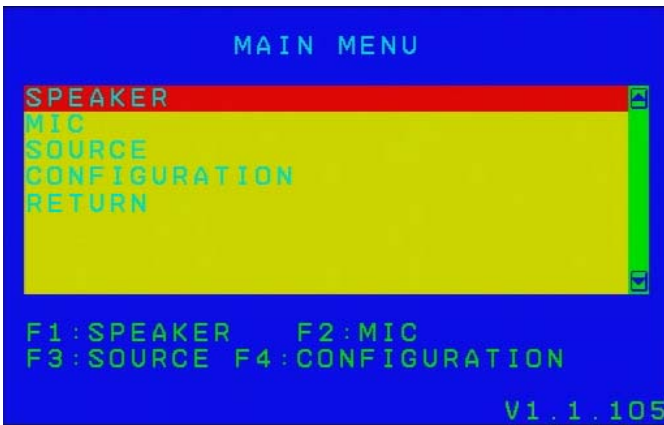 MAIN MENU
SPEAKER
MIC
SOURCE
CONFIGURATION
RETURN
F1:SPEAKER F2:MIC
F3:SOURCE F4:CONFIGURATION
V1.1.105